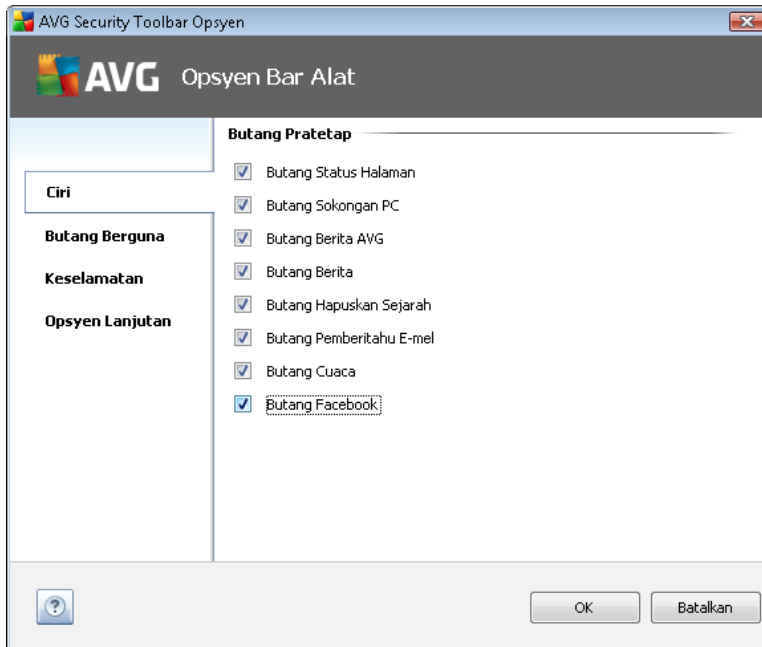 AVG Security Toolbar Opsyen
AVG Opsyen Bar Alat
Ciri
Butang Berguna
Keselamatan
Opsyen Lanjutan
Butang Pratetap
Butang Status Halaman
Butang Sokongan PC
Butang Berita AVG
Butang Berita
Butang Hapuskan Sejarah
Butang Pemberitahu E-mel
Butang Cuaca
Butang Facebook
?
OK
Batalkan